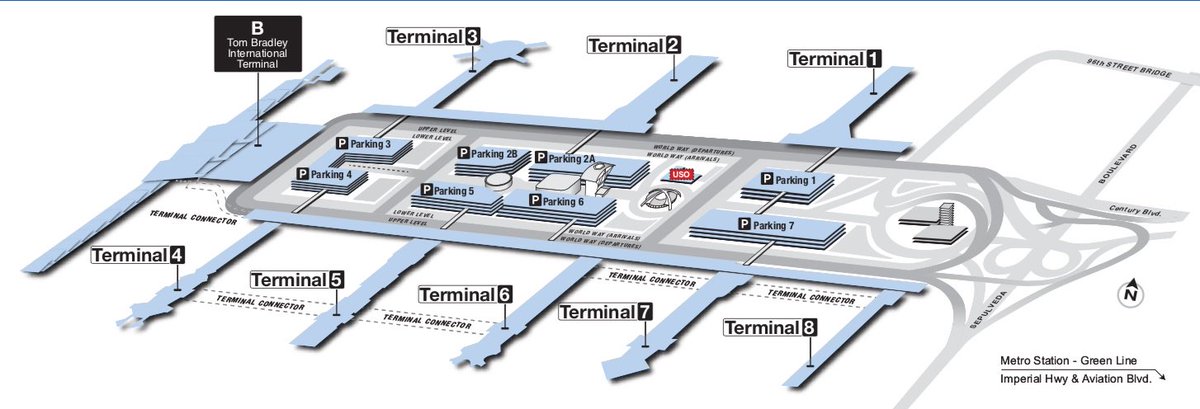 B
Tom Bradley
International
Terminal
Terminal 3
Terminal 2
Terminal 1
96th STREET BRIDGE
BOULEVARD
Century Blvd.
UPPER LEVEL
LOWER LEVEL
WORLD WAY (DEPARTURES)
WORLD WAY (ARRIVALS)
P Parking 3
P Parking 4
P Parking 2B
P Parking 2A
P Parking 5
P Parking 6
USO
P Parking 1
P Parking 7
LOWER LEVEL
UPPER LEVEL
WORLD WAY (ARRIVALS)
WORLD WAY (DEPARTURES)
TERMINAL CONNECTOR
Terminal 4
Terminal 5
Terminal 6
Terminal 7
Terminal 8
TERMINAL CONNECTOR
TERMINAL CONNECTOR
TERMINAL CONNECTOR
TERMINAL CONNECTOR
SEPULVEDA
N
Metro Station - Green Line
Imperial Hwy & Aviation Blvd.